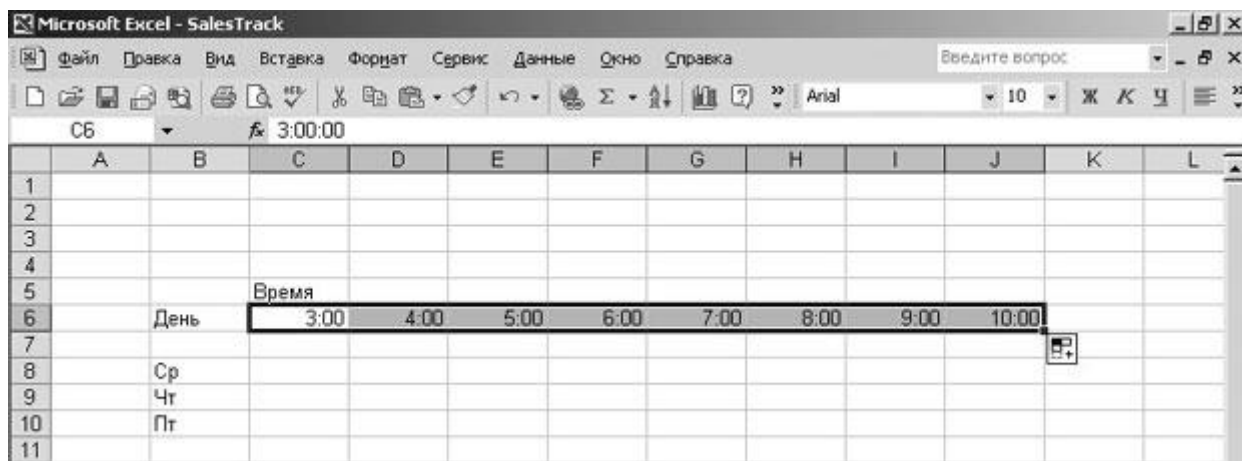 Microsoft Excel - SalesTrack
Файл Правка Вид Вставка Формат Сервис Данные Окно Справка Введите вопрос
Arial 10 Ж К Ч
C6 fx 3:00:00
A B C D E F G H I J K L
1
2
3
4
5 Время
6 День 3:00 4:00 5:00 6:00 7:00 8:00 9:00 10:00
7
8 Ср
9 Чт
10 Пт
11